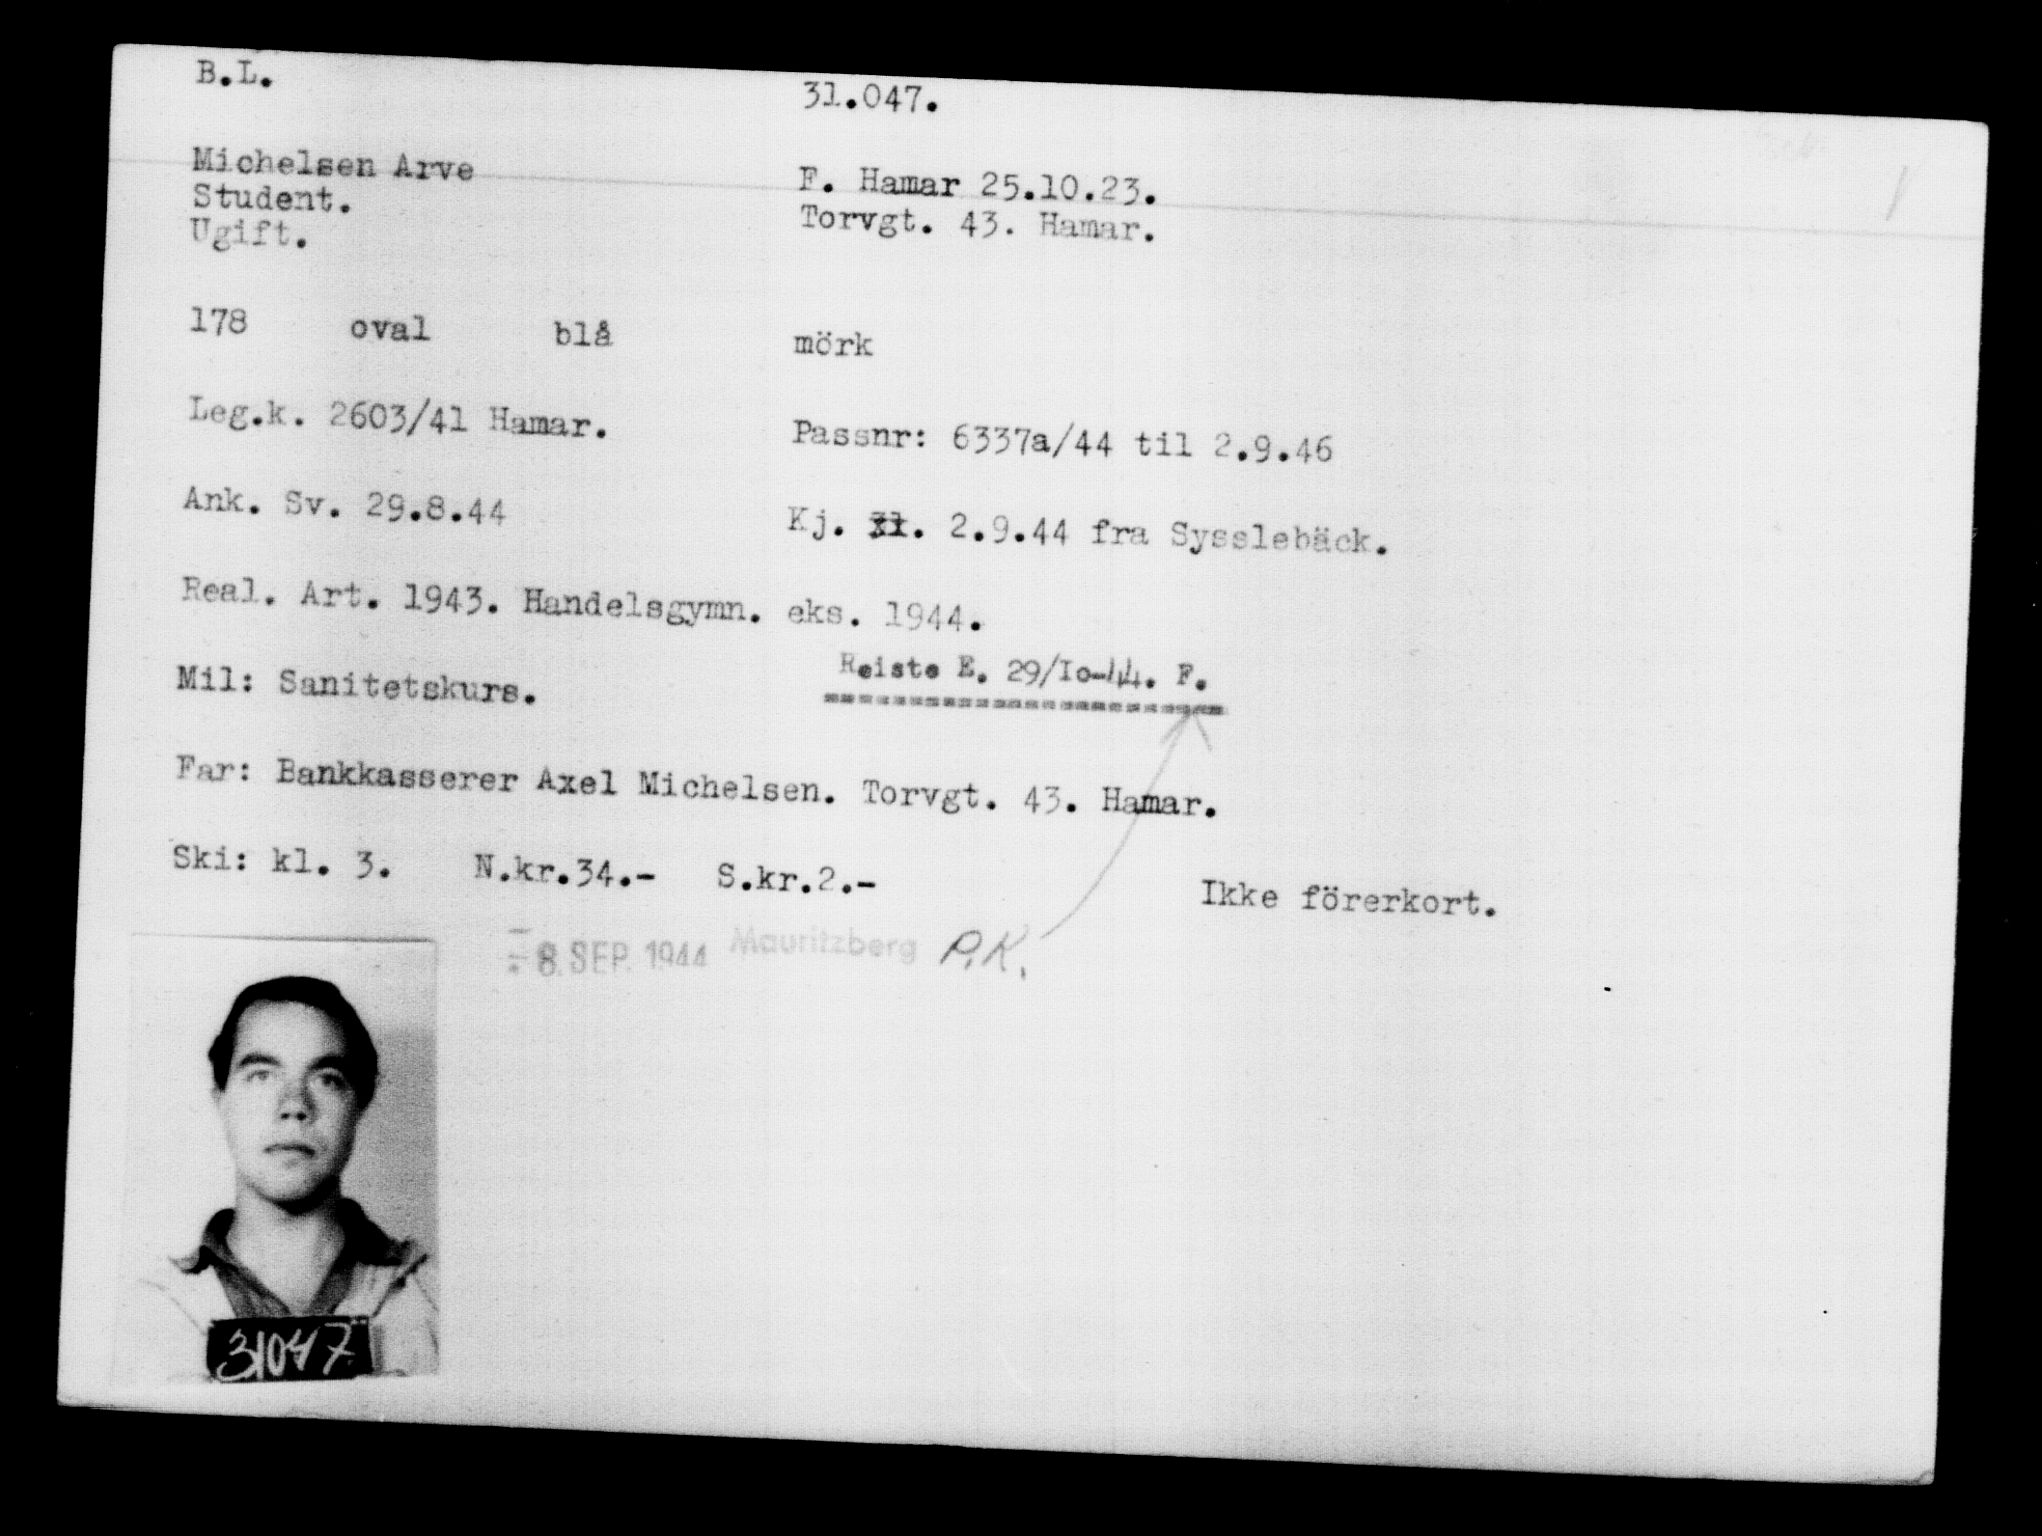 B.L.
31.047.
Michelsen Arve
F. Hamar 25.10.23.
Student.
Torvgt. 43. Hamar.
Ugift.
178 oval blå mörk
Leg.k. 2603/41 Hamar.
Passnr: 6337a/44 til 2.9.46
Ank. Sv. 29.8.44
Kj. 31. 2.9.44 fra Sysslebäck.
Real. Art. 1943. Handelsgymn. eks. 1944.
Reiste E. 29/Io-44. F.
Mil: Sanitetskurs.
Far: Bankkasserer Axel Michelsen. Torvgt. 43. Hamar.
Ski: kl. 3. N.kr.34.- S.kr.2.-
Ikke förerkort.
8. SEP. 1944 Mauritzberg P.K.
31047